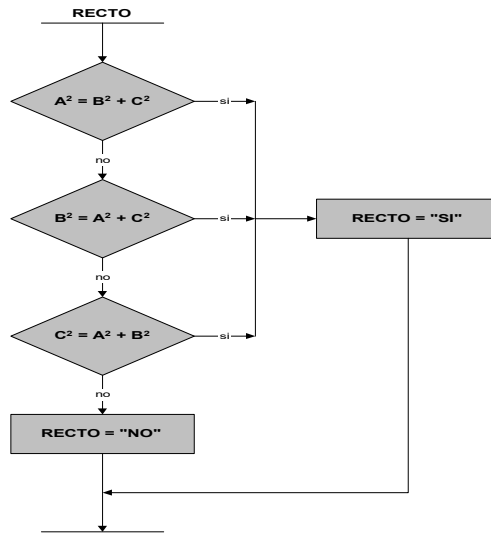 RECTO
A² = B² + C²
si
no
B² = A² + C²
si
RECTO = "SI"
no
C² = A² + B²
si
no
RECTO = "NO"